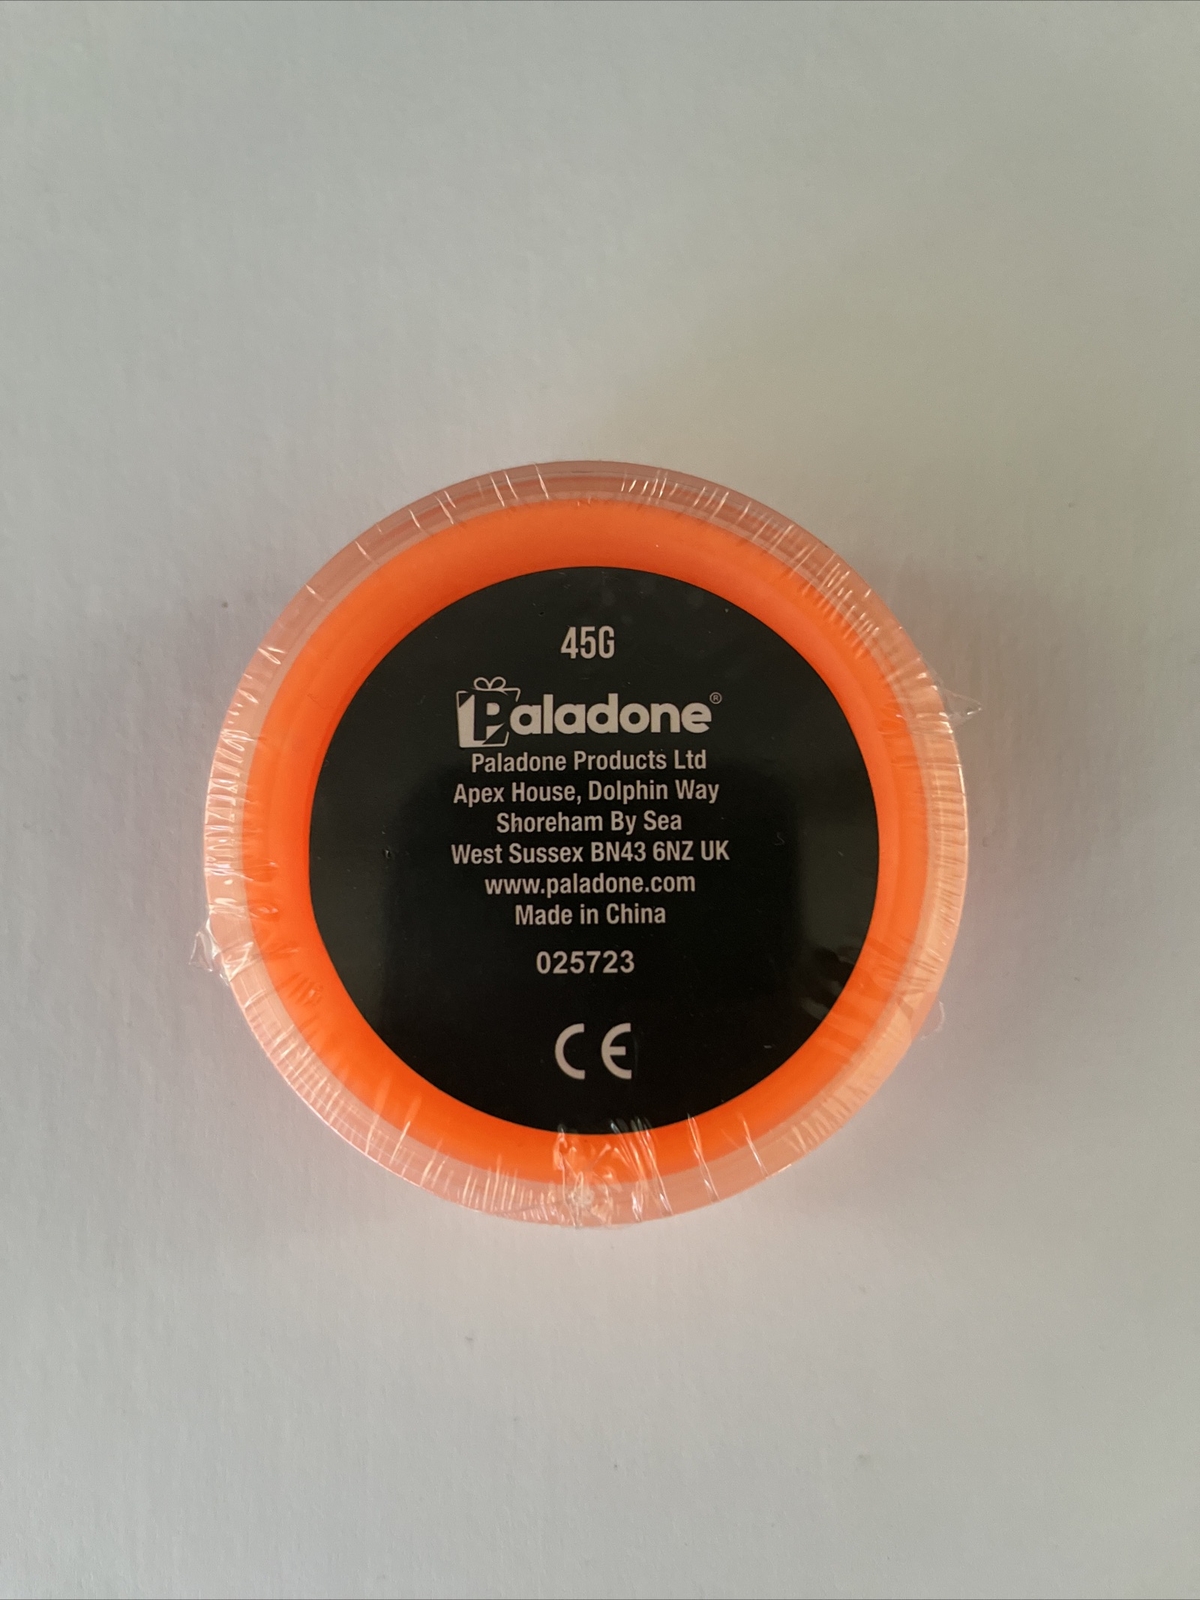 45G
Paladone®
Paladone Products Ltd
Apex House, Dolphin Way
Shoreham By Sea
West Sussex BN43 6NZ UK
www.paladone.com
Made in China
025723
CE